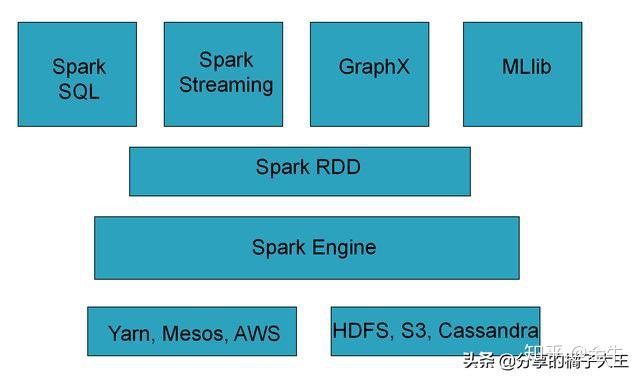 Spark
SQL
Spark
Streaming
GraphX
MLlib
Spark RDD
Spark Engine
Yarn, Mesos, AWS
HDFS, S3, Cassandra
头条 @分享的橘子大王